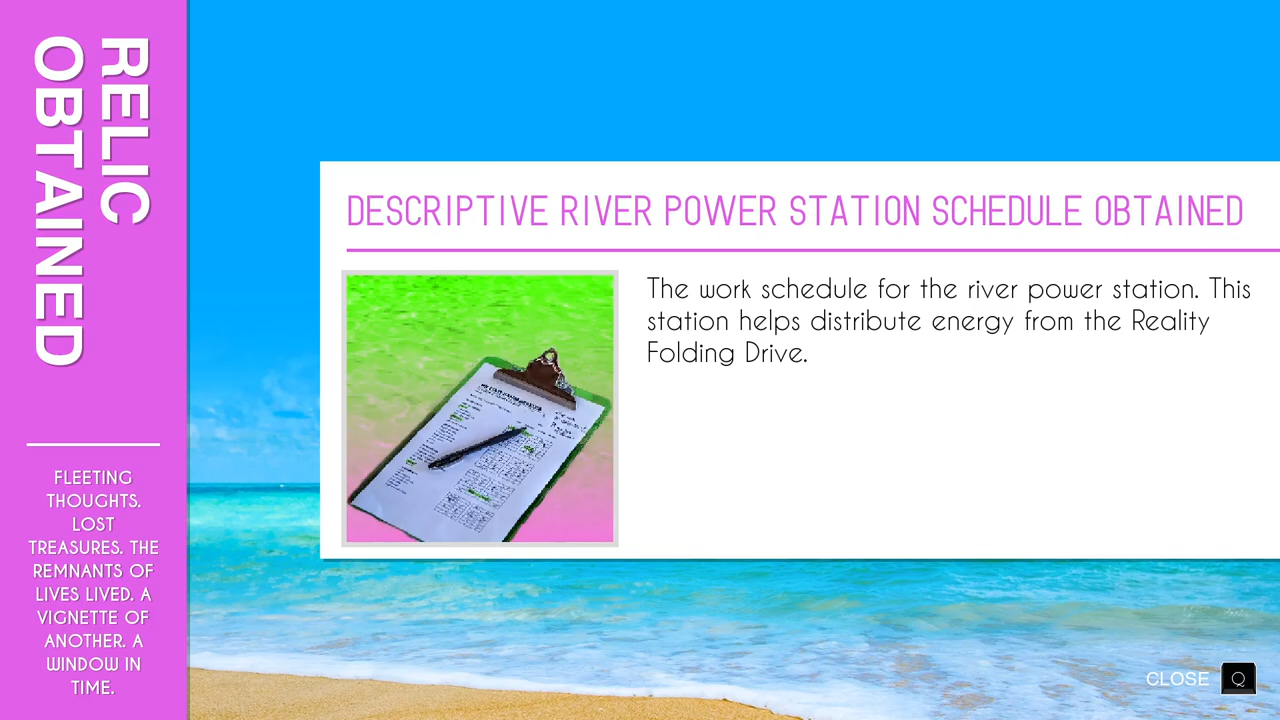 RELIC
OBTAINED
FLEETING
THOUGHTS.
LOST
TREASURES. THE
REMNANTS OF
LIVES LIVED. A
VIGNETTE OF
ANOTHER. A
WINDOW IN
TIME.
DESCRIPTIVE RIVER POWER STATION SCHEDULE OBTAINED
The work schedule for the river power station. This
station helps distribute energy from the Reality
Folding Drive.
CLOSE Q